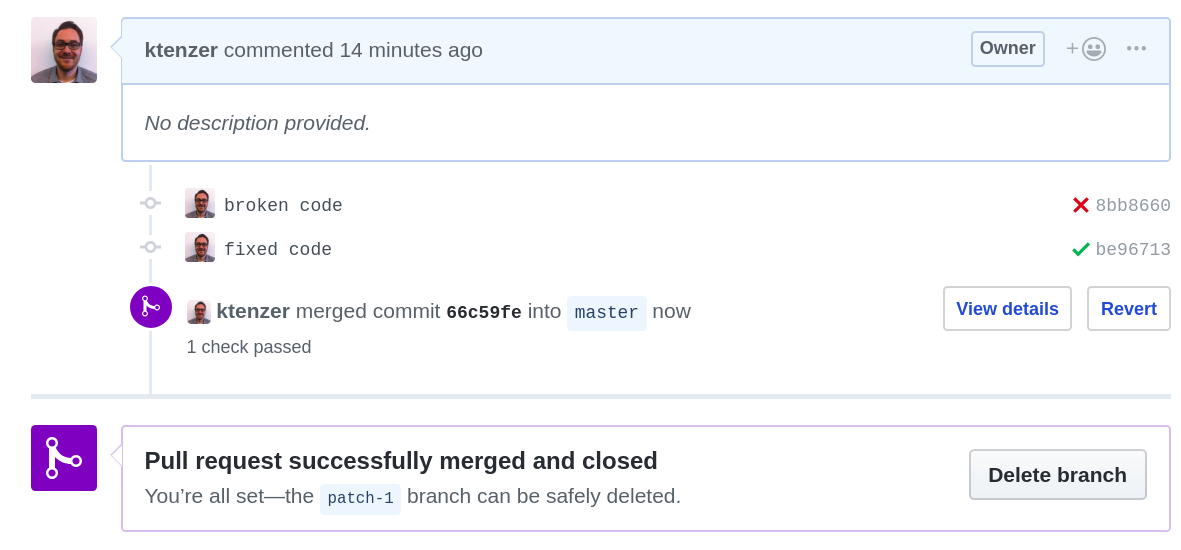 ktenzer commented 14 minutes ago Owner
No description provided.
broken code 8bb8660
fixed code be96713
ktenzer merged commit 66c59fe into master now View details Revert
1 check passed
Pull request successfully merged and closed
You’re all set—the patch-1 branch can be safely deleted. Delete branch